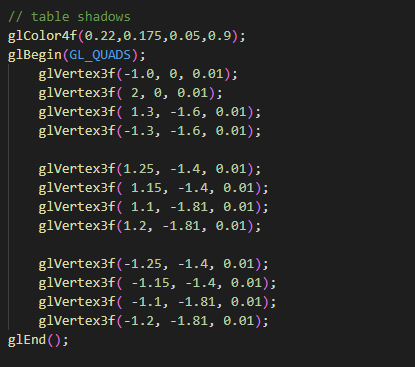 // table shadows
glColor4f(0.22,0.175,0.05,0.9);
glBegin(GL_QUADS);
    glVertex3f(-1.0, 0, 0.01);
    glVertex3f( 2, 0, 0.01);
    glVertex3f( 1.3, -1.6, 0.01);
    glVertex3f(-1.3, -1.6, 0.01);

    glVertex3f(1.25, -1.4, 0.01);
    glVertex3f( 1.15, -1.4, 0.01);
    glVertex3f( 1.1, -1.81, 0.01);
    glVertex3f(1.2, -1.81, 0.01);

    glVertex3f(-1.25, -1.4, 0.01);
    glVertex3f( -1.15, -1.4, 0.01);
    glVertex3f( -1.1, -1.81, 0.01);
    glVertex3f(-1.2, -1.81, 0.01);
glEnd();